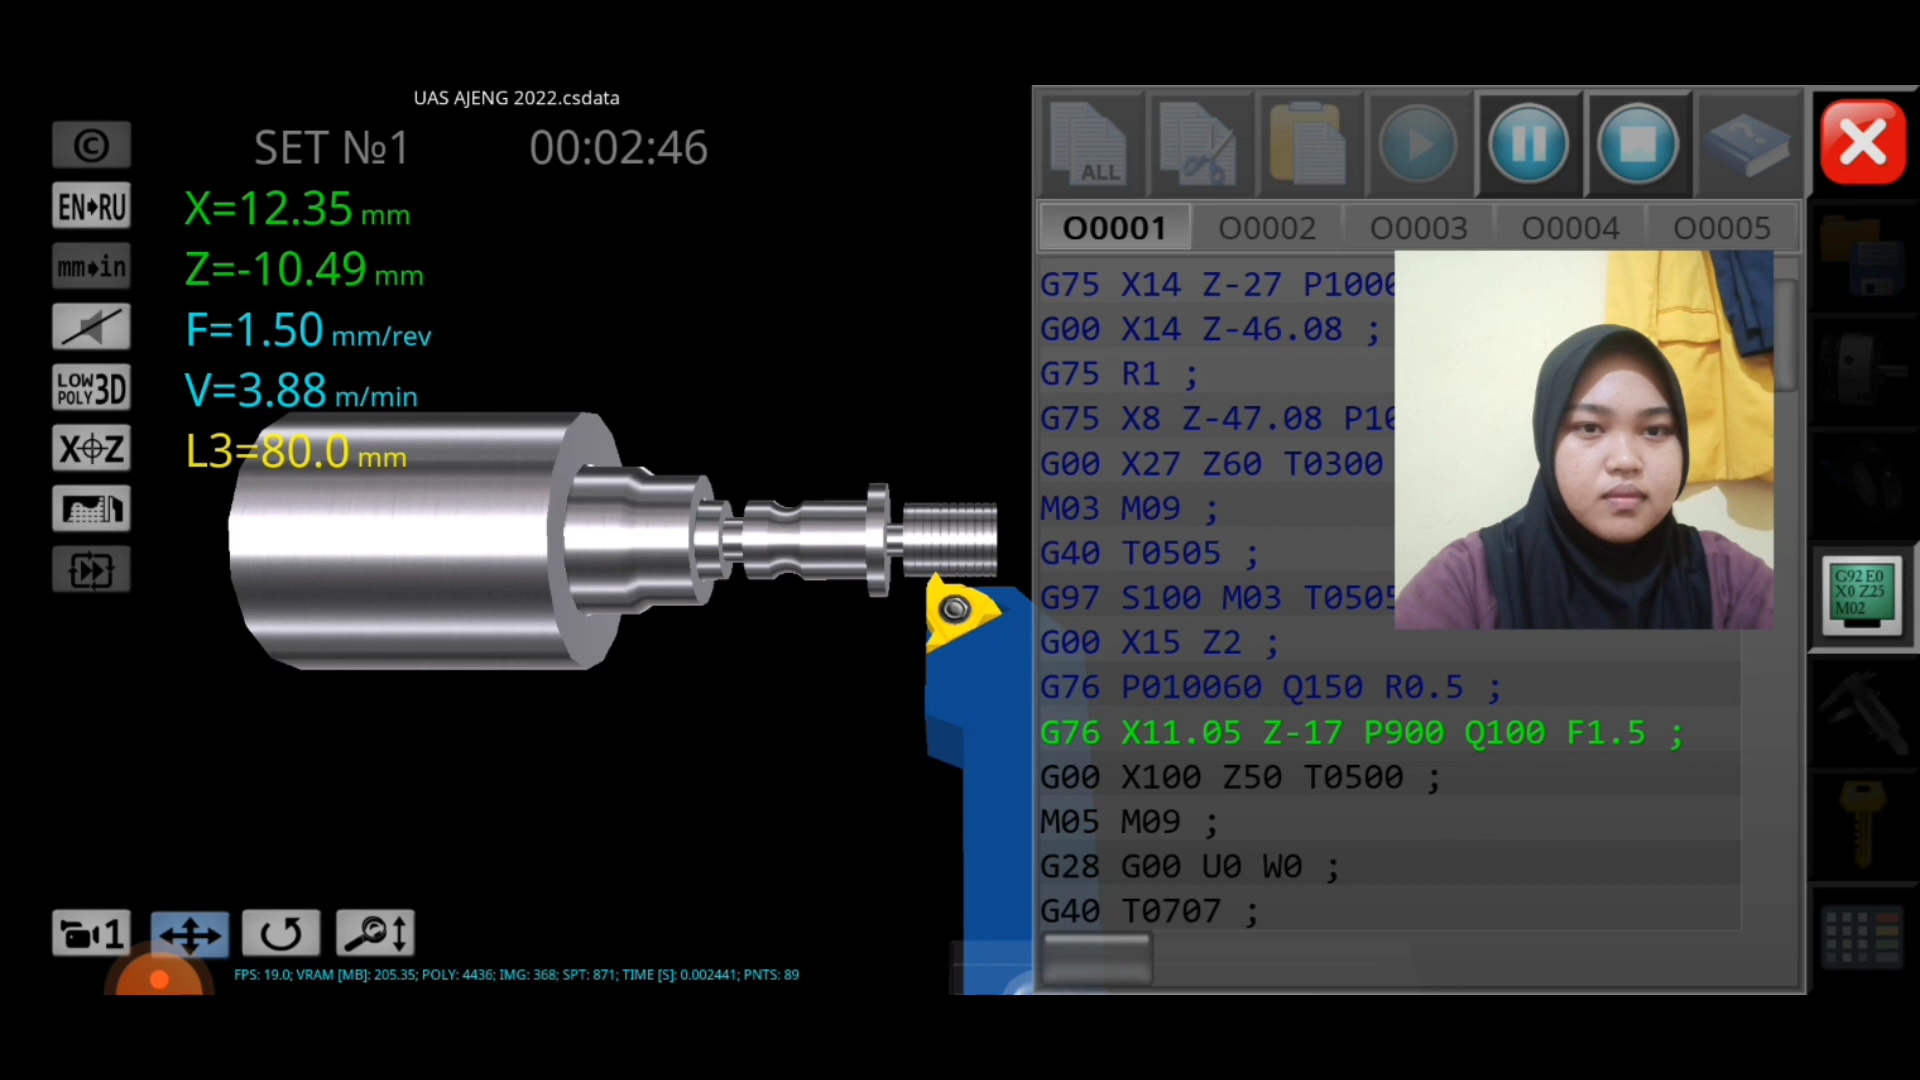 UAS AJENG 2022.csdata
SET №1 00:02:46
X=12.35 mm
Z=-10.49 mm
F=1.50 mm/rev
V=3.88 m/min
L3=80.0 mm
©
EN→RU
mm→in
LOW POLY 3D
X Z
1
FPS: 19.0; VRAM [MB]: 205.35; POLY: 4436; IMG: 368; SPT: 871; TIME [S]: 0.002441; PNTS: 89
ALL
?
O0001 O0002 O0003 O0004 O0005
G75 X14 Z-27 P1000
G00 X14 Z-46.08 ;
G75 R1 ;
G75 X8 Z-47.08 P10
G00 X27 Z60 T0300
M03 M09 ;
G40 T0505 ;
G97 S100 M03 T0505
G00 X15 Z2 ;
G76 P010060 Q150 R0.5 ;
G76 X11.05 Z-17 P900 Q100 F1.5 ;
G00 X100 Z50 T0500 ;
M05 M09 ;
G28 G00 U0 W0 ;
G40 T0707 ;
G92 E0
X0 Z25
M02